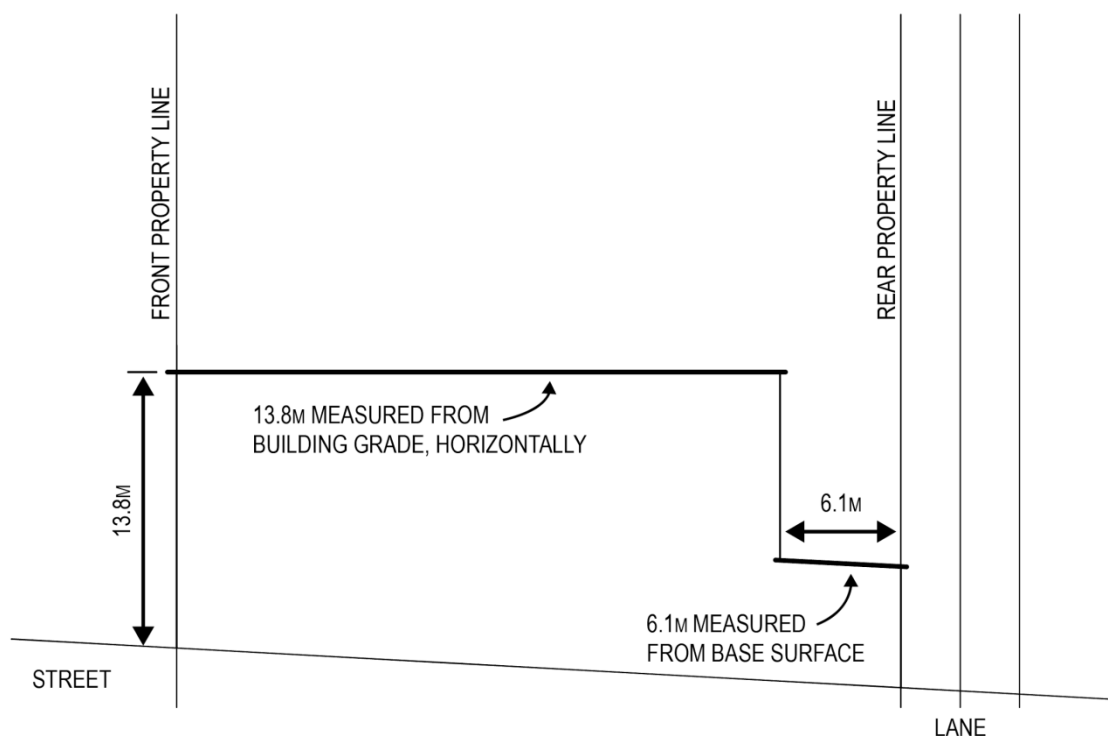 FRONT PROPERTY LINE
REAR PROPERTY LINE
13.8M MEASURED FROM
BUILDING GRADE, HORIZONTALLY
13.8M
6.1M
6.1M MEASURED
FROM BASE SURFACE
STREET
LANE